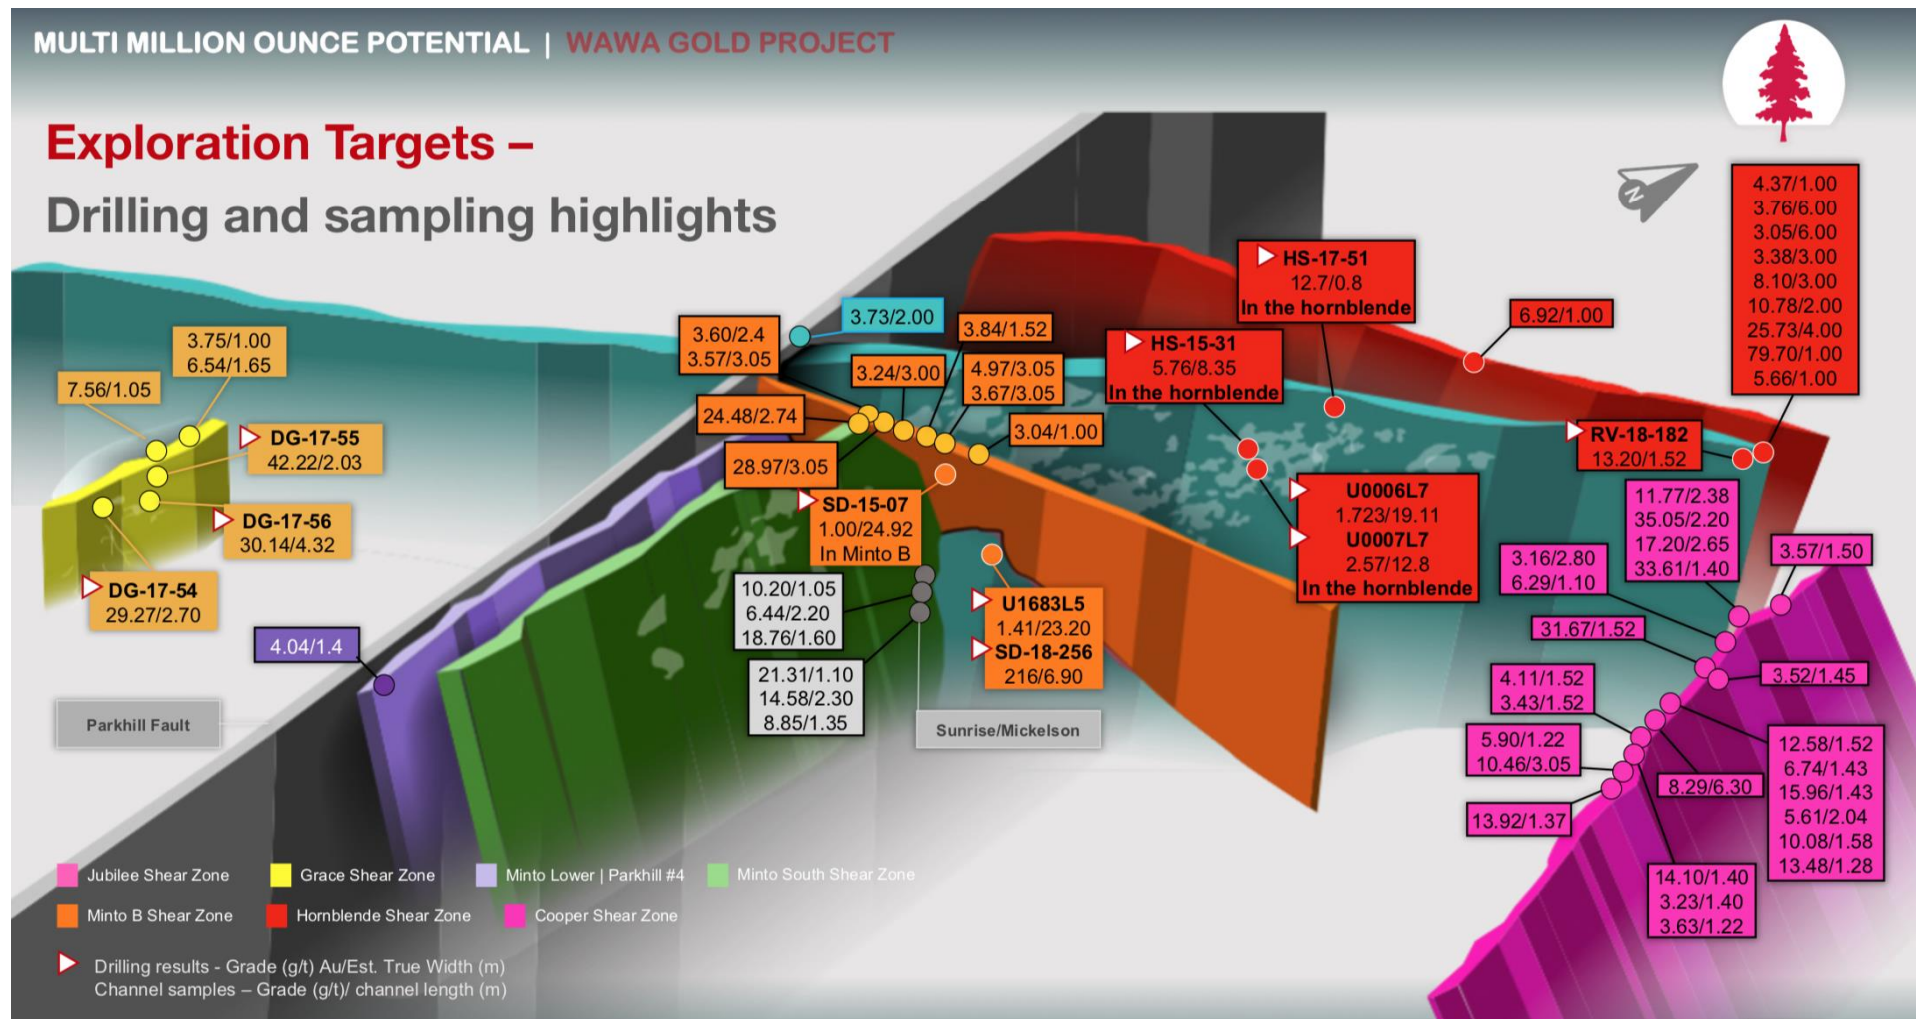 MULTI MILLION OUNCE POTENTIAL | WAWA GOLD PROJECT
Exploration Targets –
Drilling and sampling highlights
N
7.56/1.05
3.75/1.00
6.54/1.65
DG-17-55
42.22/2.03
DG-17-56
30.14/4.32
DG-17-54
29.27/2.70
4.04/1.4
Parkhill Fault
3.60/2.4
3.57/3.05
3.73/2.00
3.84/1.52
3.24/3.00
4.97/3.05
3.67/3.05
24.48/2.74
3.04/1.00
28.97/3.05
SD-15-07
1.00/24.92
In Minto B
10.20/1.05
6.44/2.20
18.76/1.60
21.31/1.10
14.58/2.30
8.85/1.35
U1683L5
1.41/23.20
SD-18-256
216/6.90
Sunrise/Mickelson
HS-17-51
12.7/0.8
In the hornblende
HS-15-31
5.76/8.35
In the hornblende
U0006L7
1.723/19.11
U0007L7
2.57/12.8
In the hornblende
6.92/1.00
4.37/1.00
3.76/6.00
3.05/6.00
3.38/3.00
8.10/3.00
10.78/2.00
25.73/4.00
79.70/1.00
5.66/1.00
RV-18-182
13.20/1.52
11.77/2.38
35.05/2.20
17.20/2.65
33.61/1.40
3.57/1.50
3.16/2.80
6.29/1.10
31.67/1.52
3.52/1.45
4.11/1.52
3.43/1.52
5.90/1.22
10.46/3.05
8.29/6.30
13.92/1.37
12.58/1.52
6.74/1.43
15.96/1.43
5.61/2.04
10.08/1.58
13.48/1.28
14.10/1.40
3.23/1.40
3.63/1.22
Jubilee Shear Zone
Grace Shear Zone
Minto Lower | Parkhill #4
Minto South Shear Zone
Minto B Shear Zone
Hornblende Shear Zone
Cooper Shear Zone
Drilling results - Grade (g/t) Au/Est. True Width (m)
Channel samples – Grade (g/t)/ channel length (m)